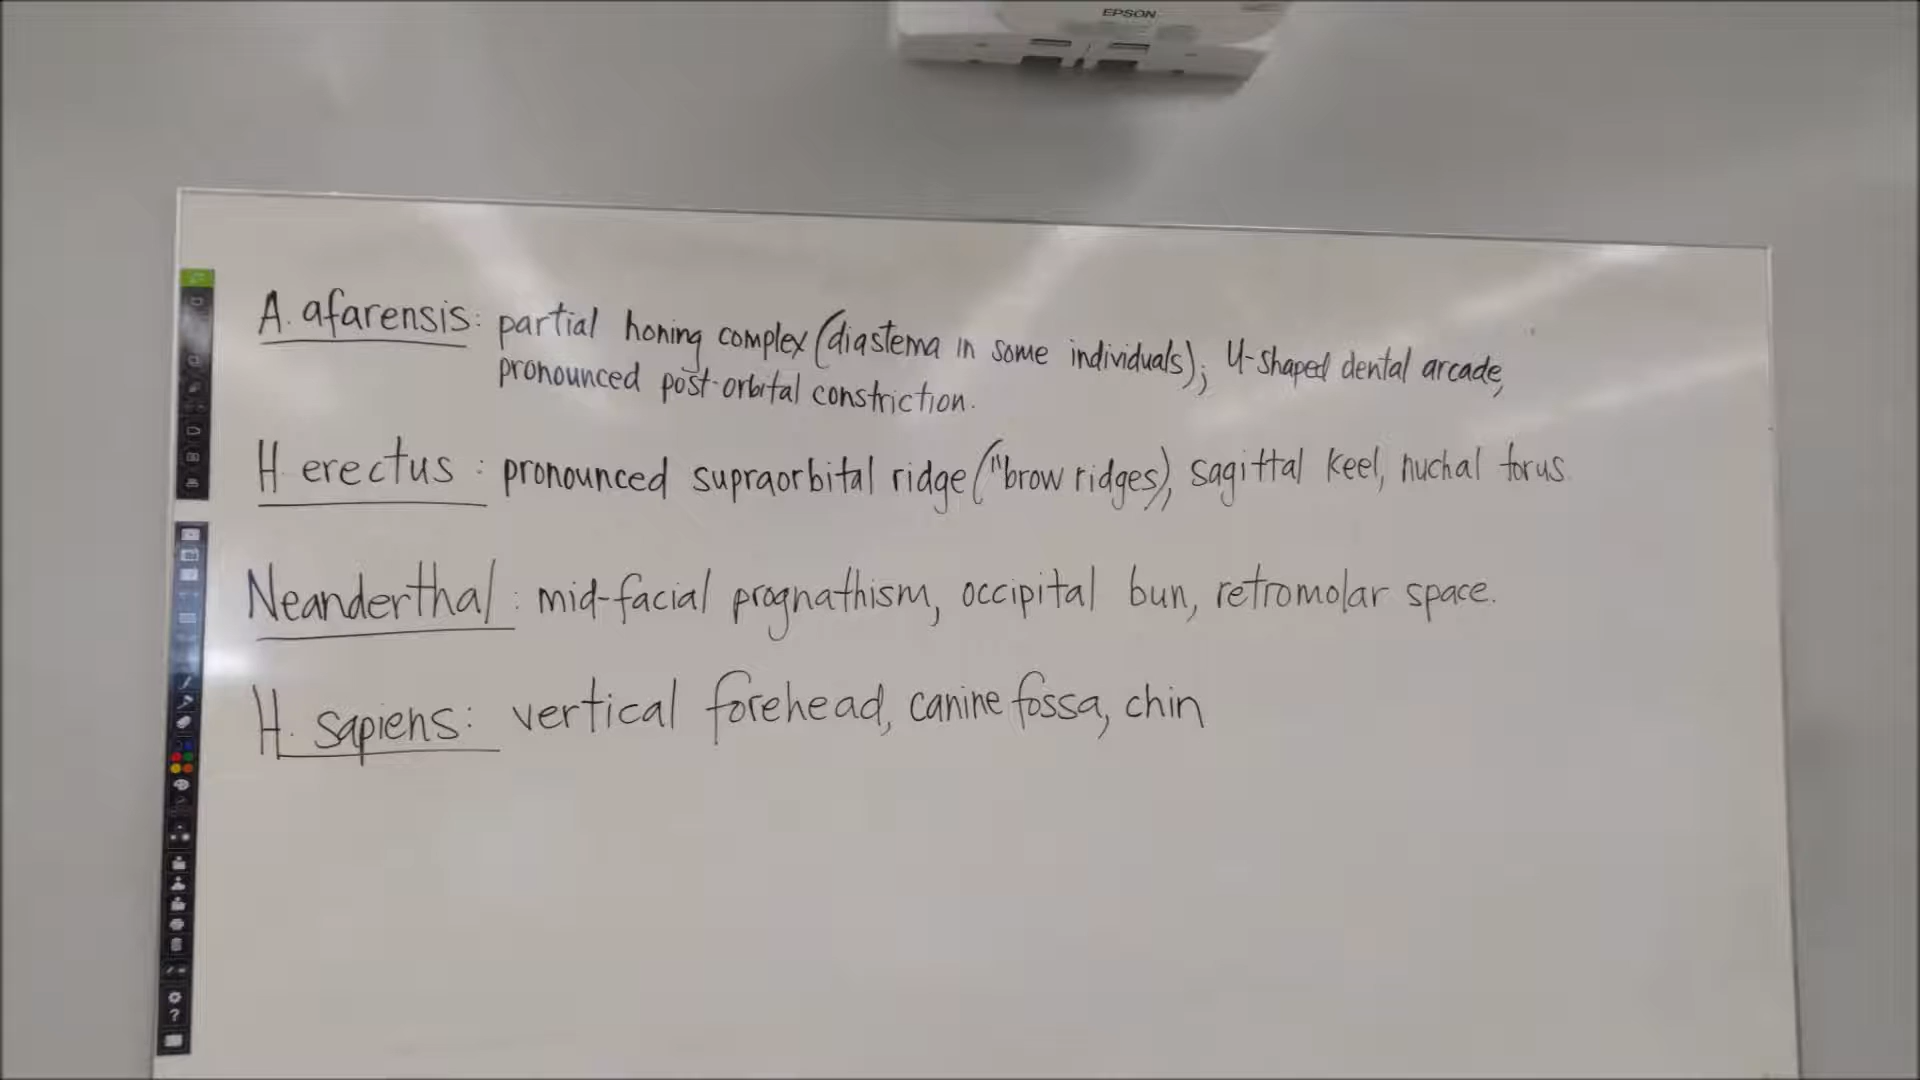 EPSON
A. afarensis: partial honing complex (diastema in some individuals); U-shaped dental arcade,
pronounced post-orbital constriction.
H. erectus: pronounced supraorbital ridge ("brow ridges), sagittal keel, nuchal torus
Neanderthal: mid-facial prognathism, occipital bun, retromolar space.
H. sapiens: vertical forehead, canine fossa, chin
?